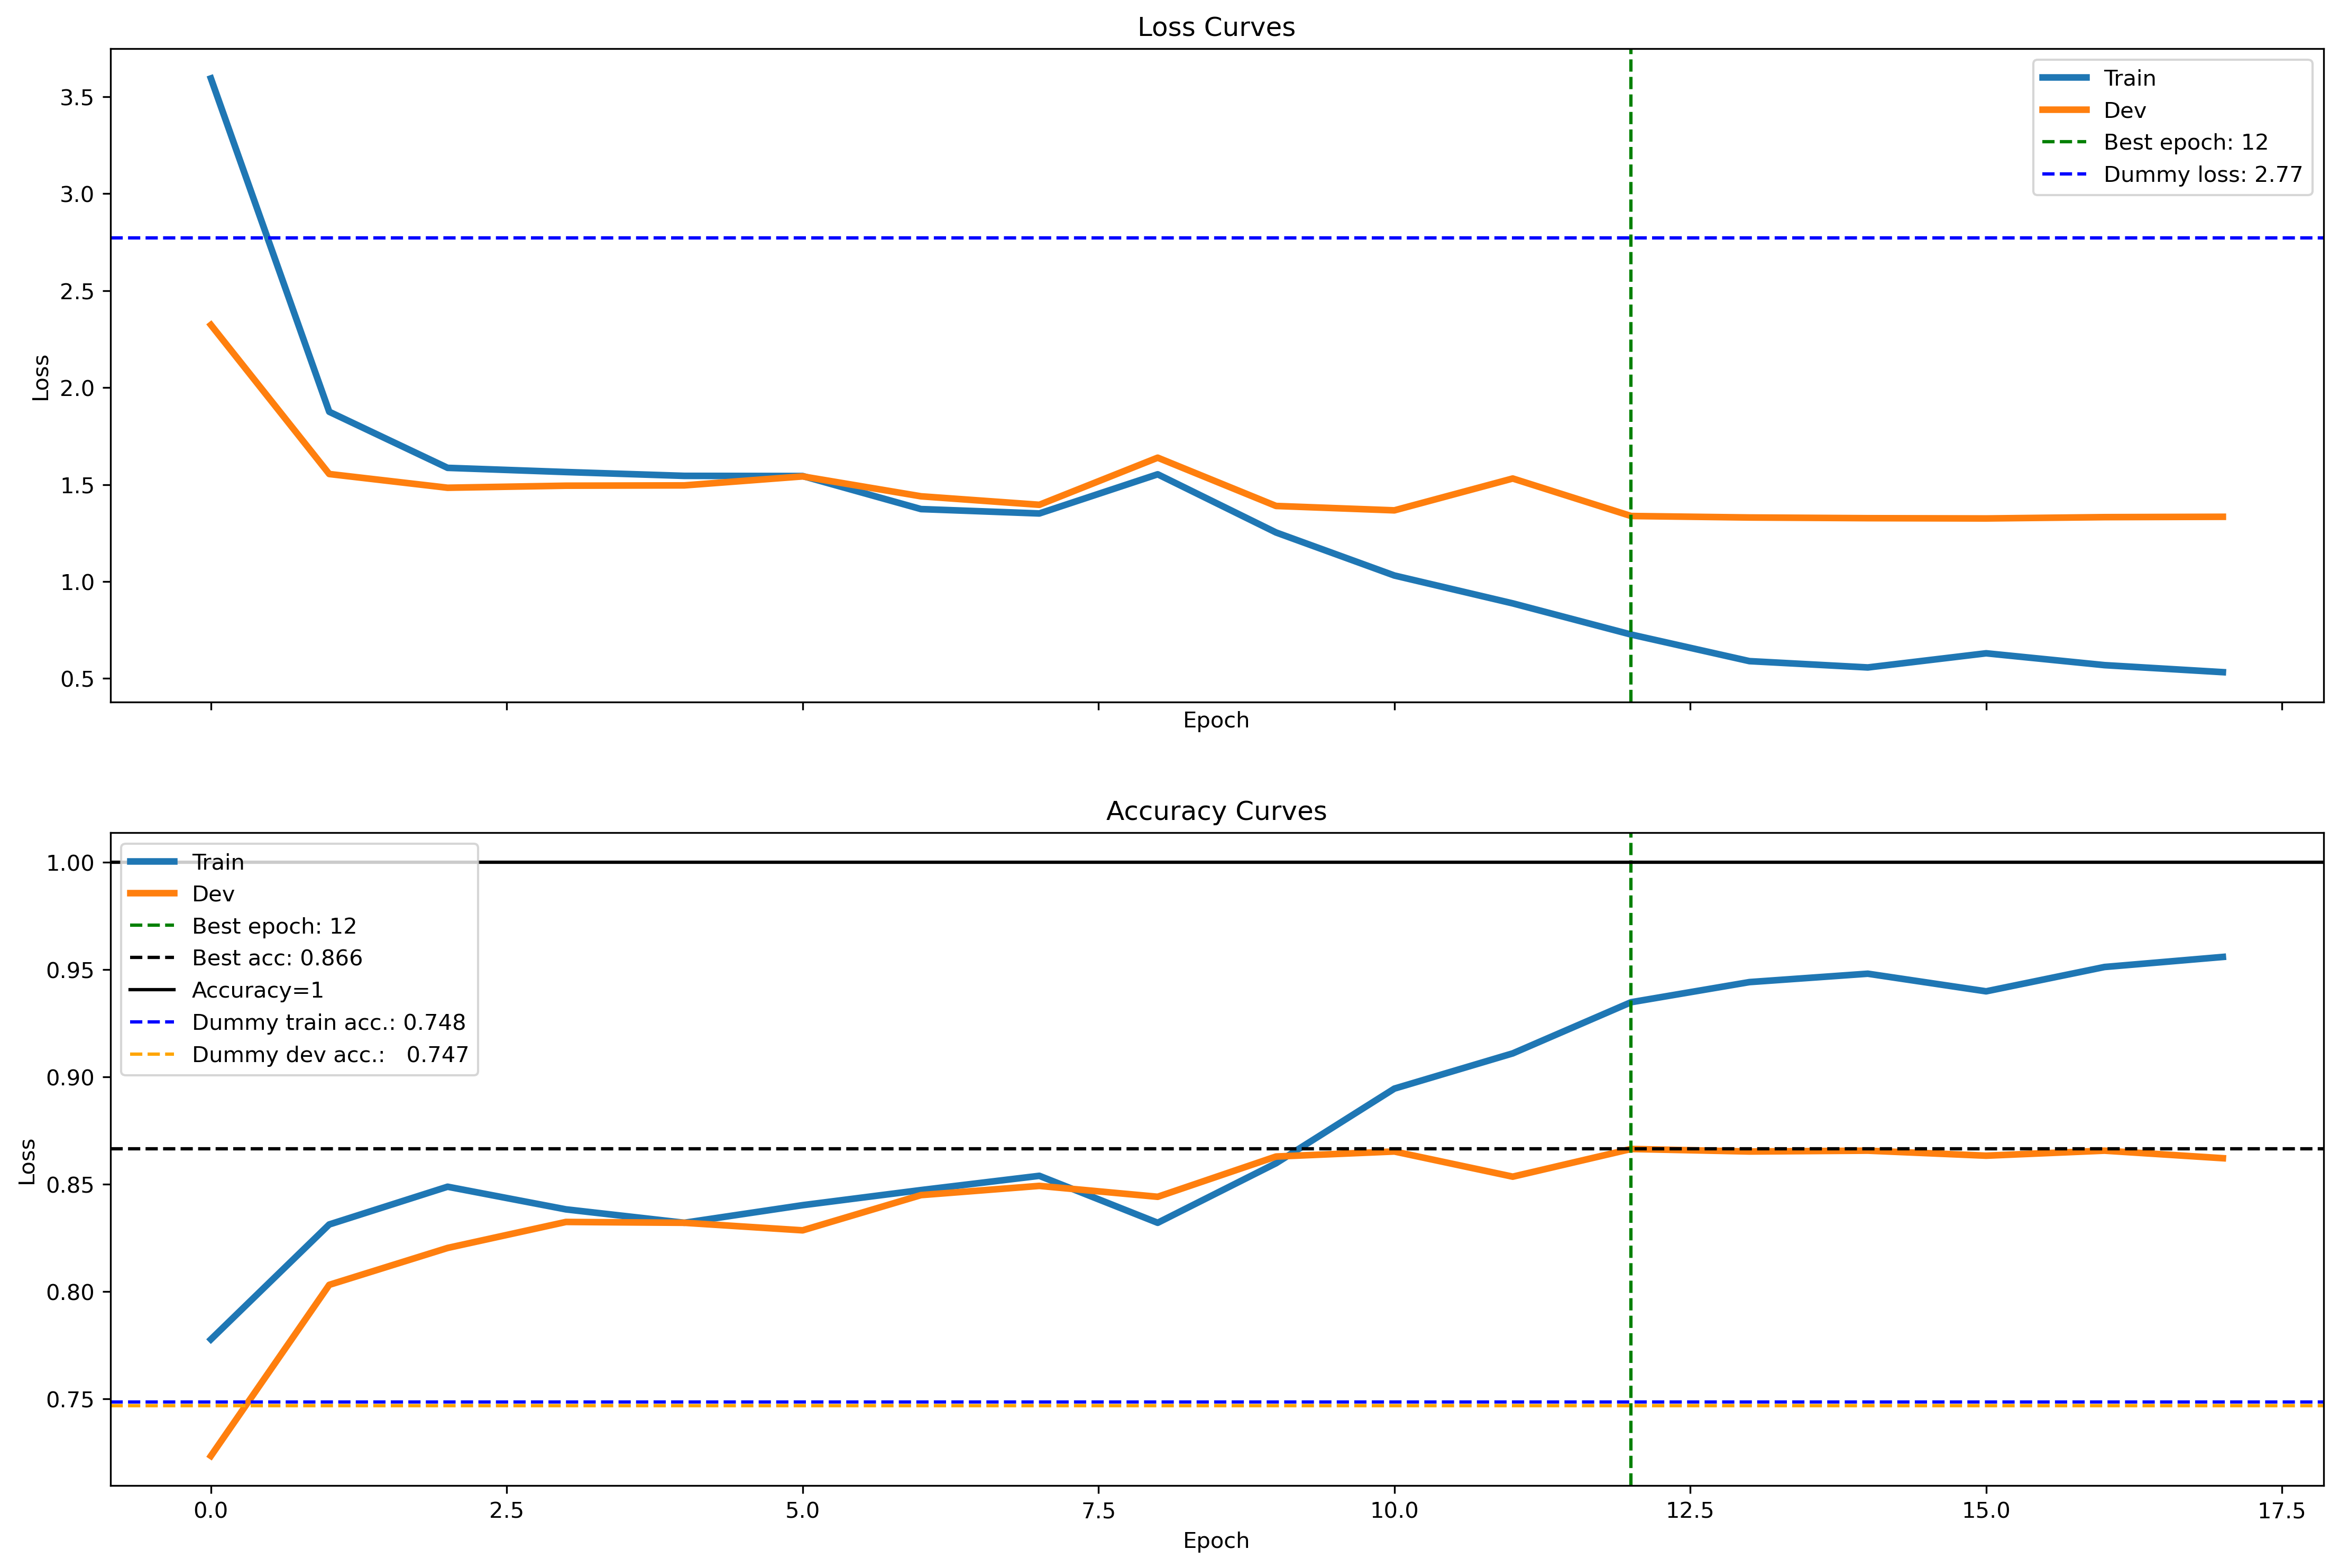 Loss Curves
3.5
3.0
2.5
2.0
1.5
1.0
0.5
Loss
Train
Dev
Best epoch: 12
Dummy loss: 2.77
Epoch
Accuracy Curves
1.00
0.95
0.90
0.85
0.80
0.75
Loss
Train
Dev
Best epoch: 12
Best acc: 0.866
Accuracy=1
Dummy train acc.: 0.748
Dummy dev acc.: 0.747
0.0 2.5 5.0 7.5 10.0 12.5 15.0 17.5
Epoch